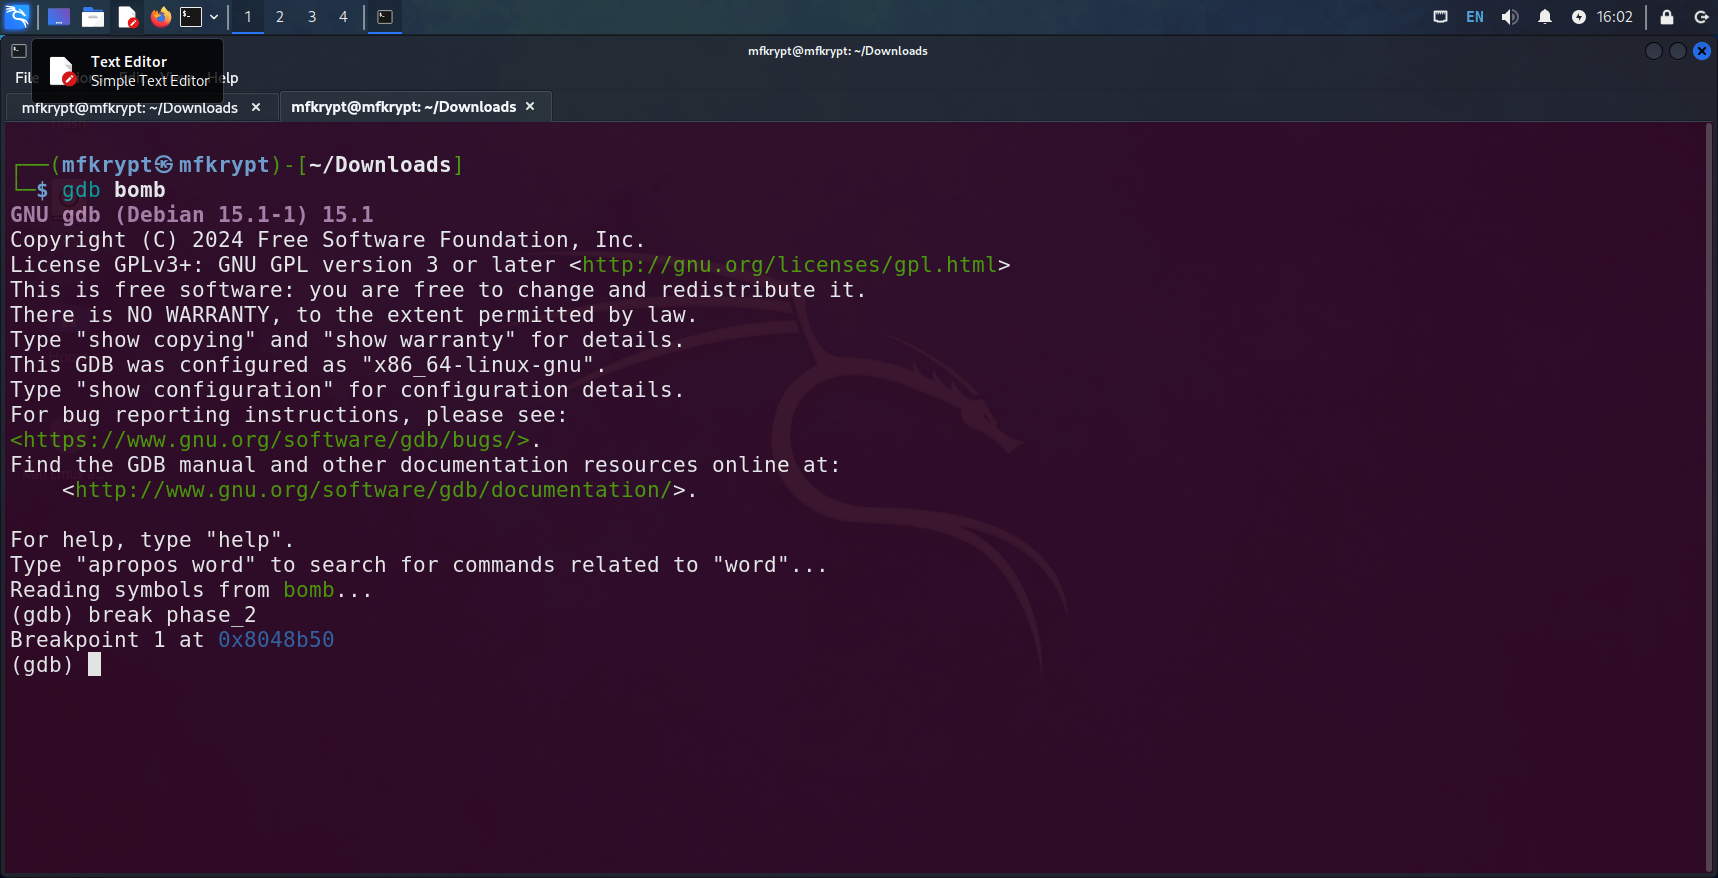 1 2 3 4 EN 16:02
mfkrypt@mfkrypt: ~/Downloads
Text Editor
Simple Text Editor
File Help
mfkrypt@mfkrypt: ~/Downloads × mfkrypt@mfkrypt: ~/Downloads ×
┌──(mfkrypt㉿mfkrypt)-[~/Downloads]
└─$ gdb bomb
GNU gdb (Debian 15.1-1) 15.1
Copyright (C) 2024 Free Software Foundation, Inc.
License GPLv3+: GNU GPL version 3 or later <http://gnu.org/licenses/gpl.html>
This is free software: you are free to change and redistribute it.
There is NO WARRANTY, to the extent permitted by law.
Type "show copying" and "show warranty" for details.
This GDB was configured as "x86_64-linux-gnu".
Type "show configuration" for configuration details.
For bug reporting instructions, please see:
<https://www.gnu.org/software/gdb/bugs/>.
Find the GDB manual and other documentation resources online at:
    <http://www.gnu.org/software/gdb/documentation/>.
For help, type "help".
Type "apropos word" to search for commands related to "word"...
Reading symbols from bomb...
(gdb) break phase_2
Breakpoint 1 at 0x8048b50
(gdb)